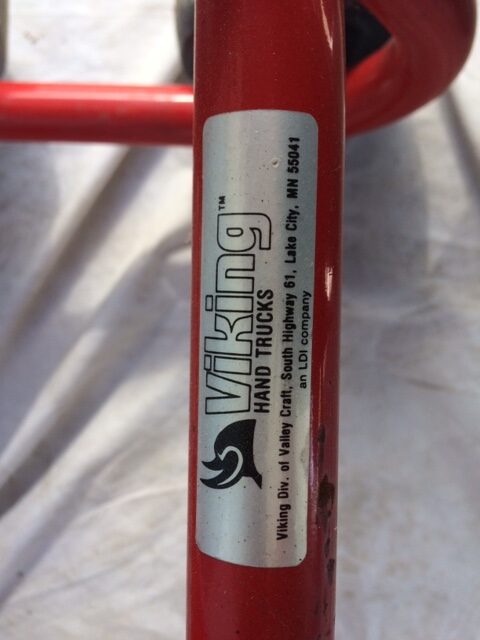 Viking™
HAND TRUCKS
Viking Div. of Valley Craft, South Highway 61, Lake City, MN 55041
an LDI company